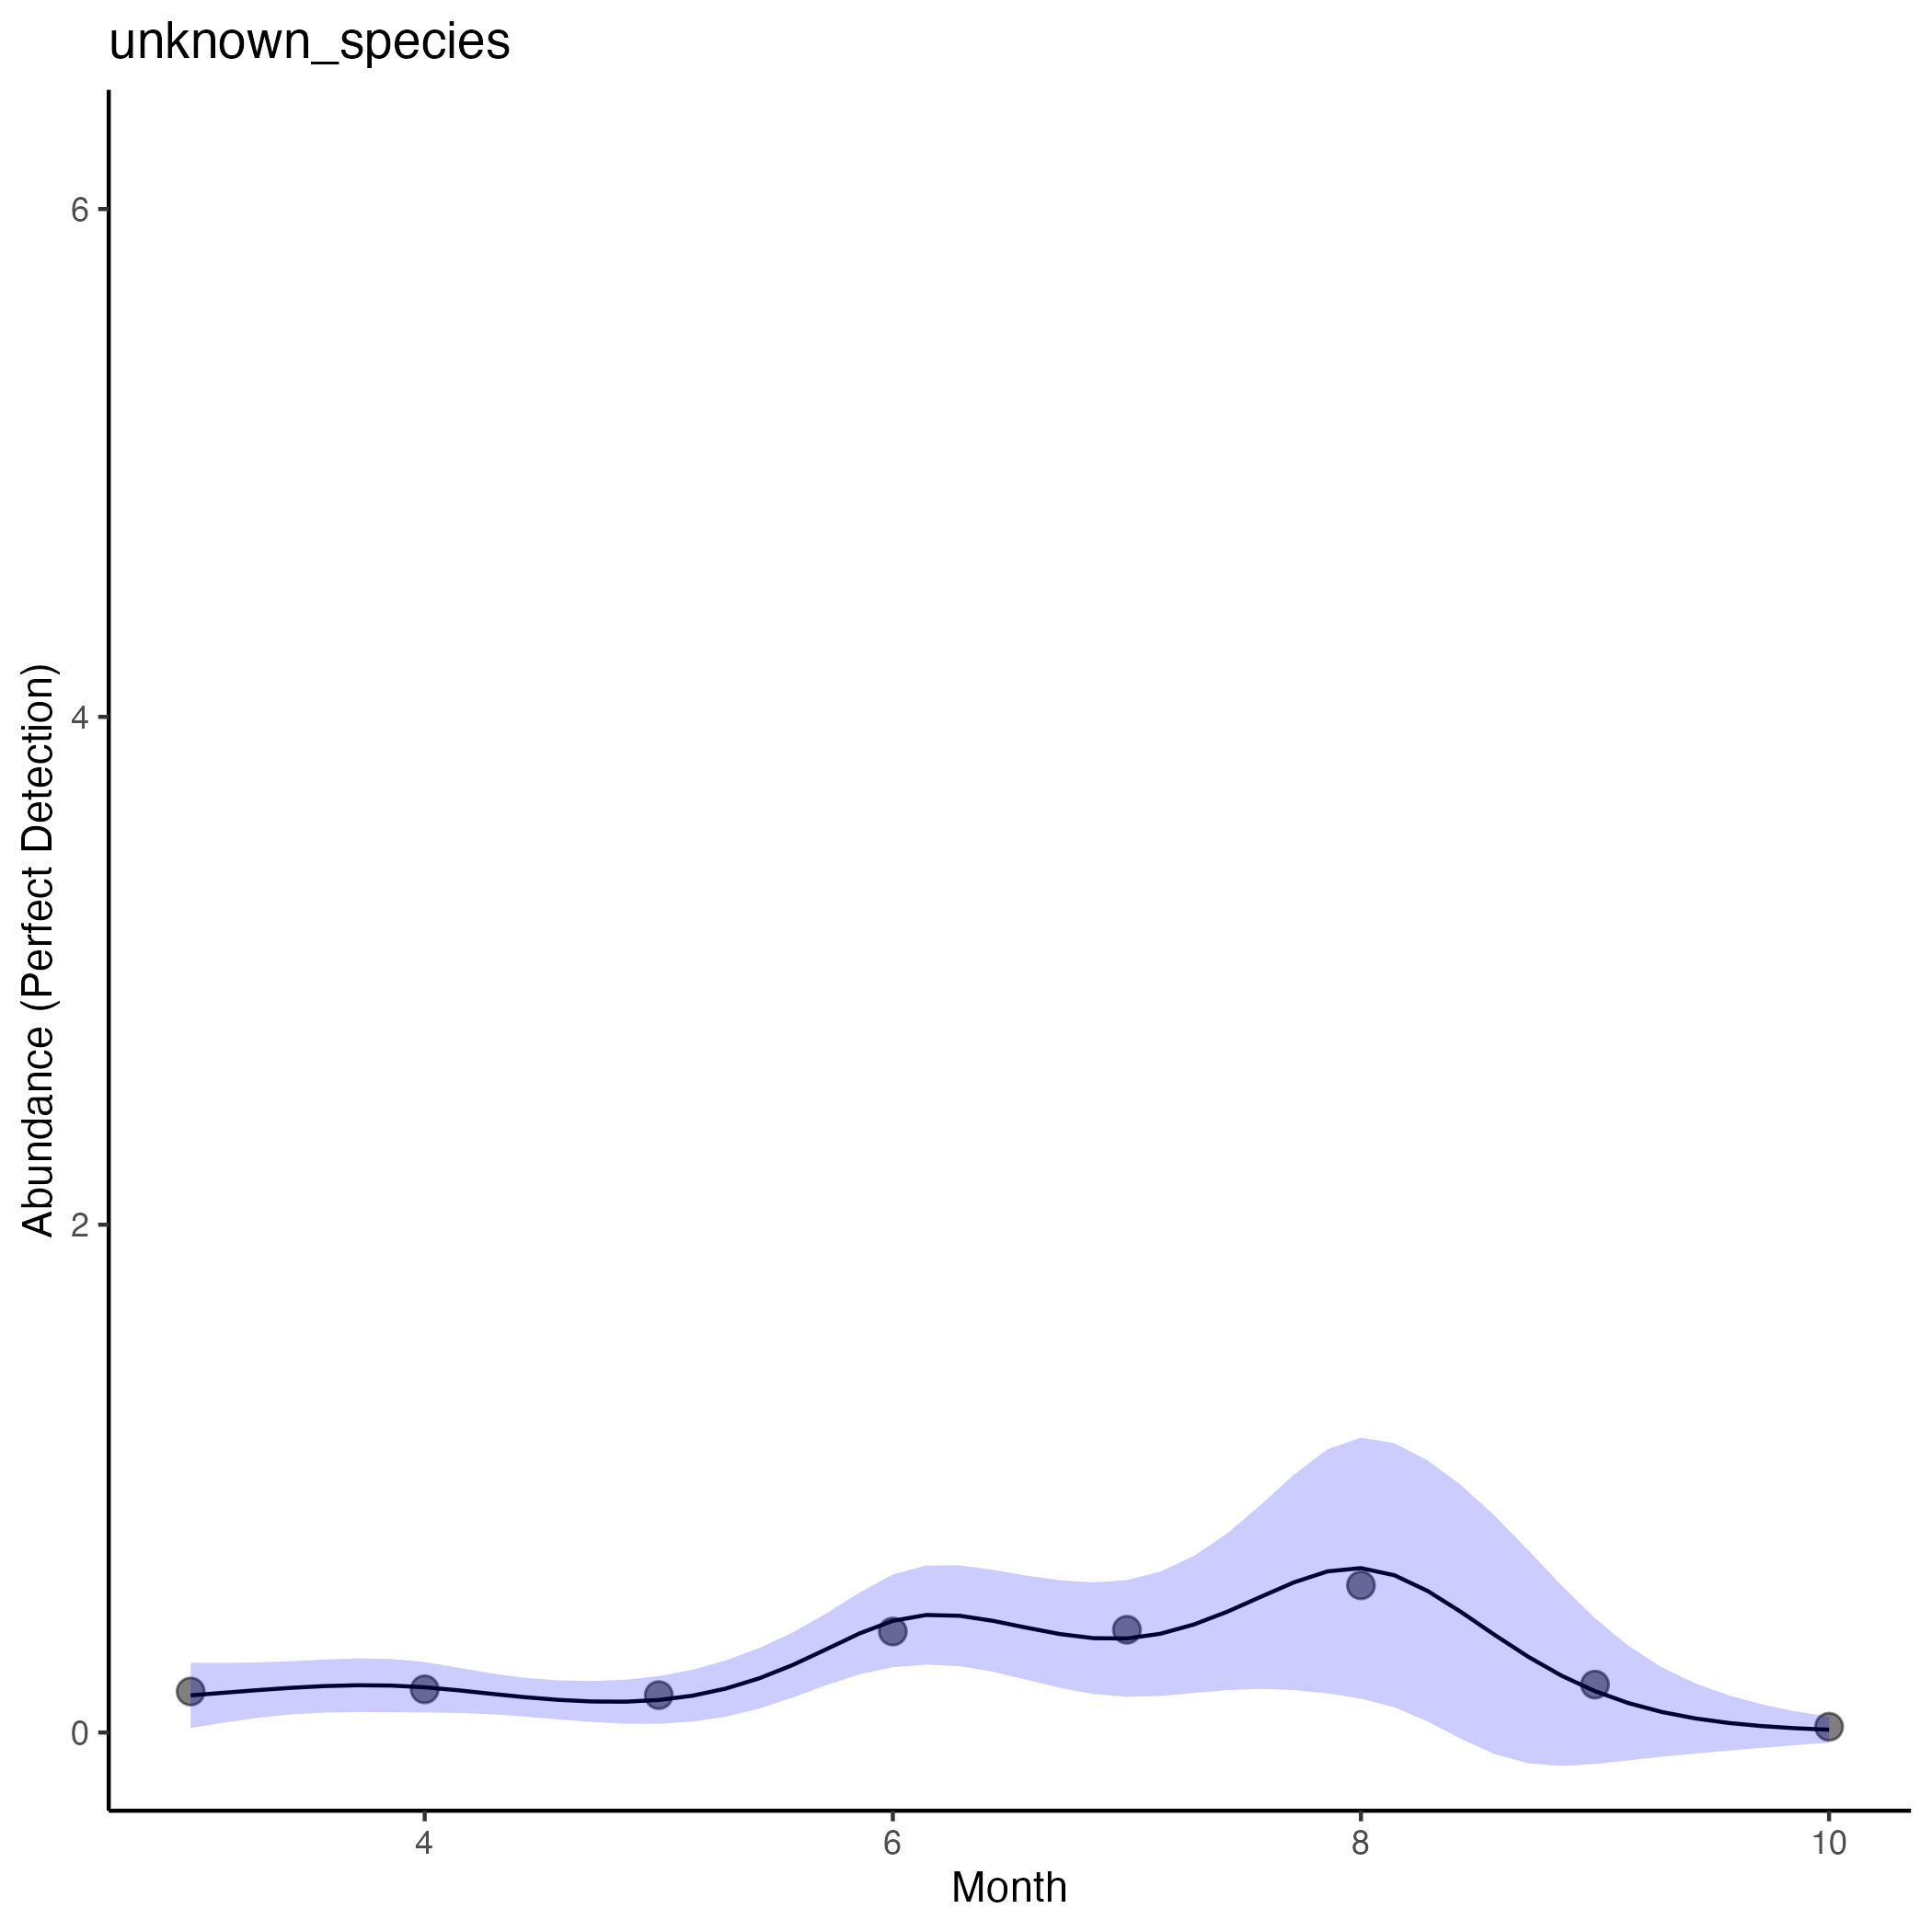 unknown_species
Abundance (Perfect Detection)
6
4
2
0
4 6 8 10
Month